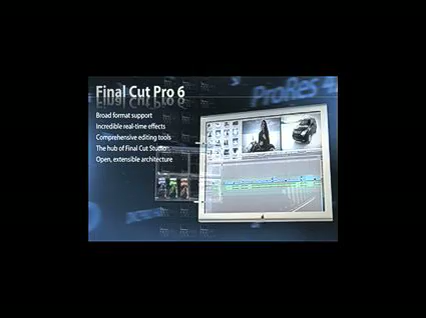 Final Cut Pro 6
ProRes 4
Broad format support
Incredible real-time effects
Comprehensive editing tools
The hub of Final Cut Studio
Open, extensible architecture